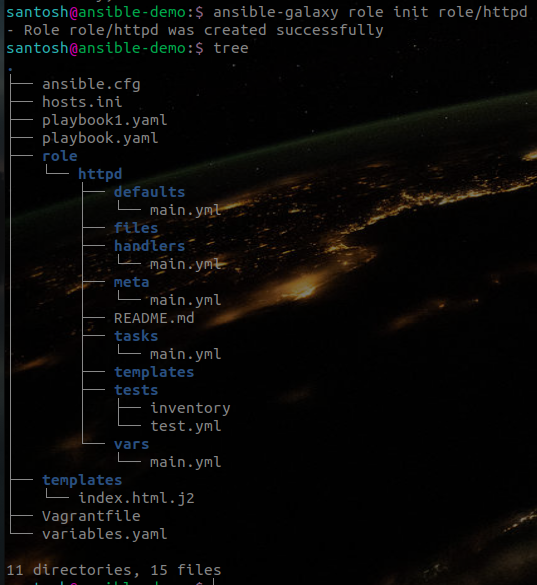 santosh@ansible-demo:$ ansible-galaxy role init role/httpd
- Role role/httpd was created successfully
santosh@ansible-demo:$ tree
.
├── ansible.cfg
├── hosts.ini
├── playbook1.yaml
├── playbook.yaml
├── role
│   └── httpd
│       ├── defaults
│       │   └── main.yml
│       ├── files
│       ├── handlers
│       │   └── main.yml
│       ├── meta
│       │   └── main.yml
│       ├── README.md
│       ├── tasks
│       │   └── main.yml
│       ├── templates
│       ├── tests
│       │   ├── inventory
│       │   └── test.yml
│       └── vars
│           └── main.yml
├── templates
│   └── index.html.j2
├── Vagrantfile
└── variables.yaml
11 directories, 15 files
santosh@ansible-demo:$